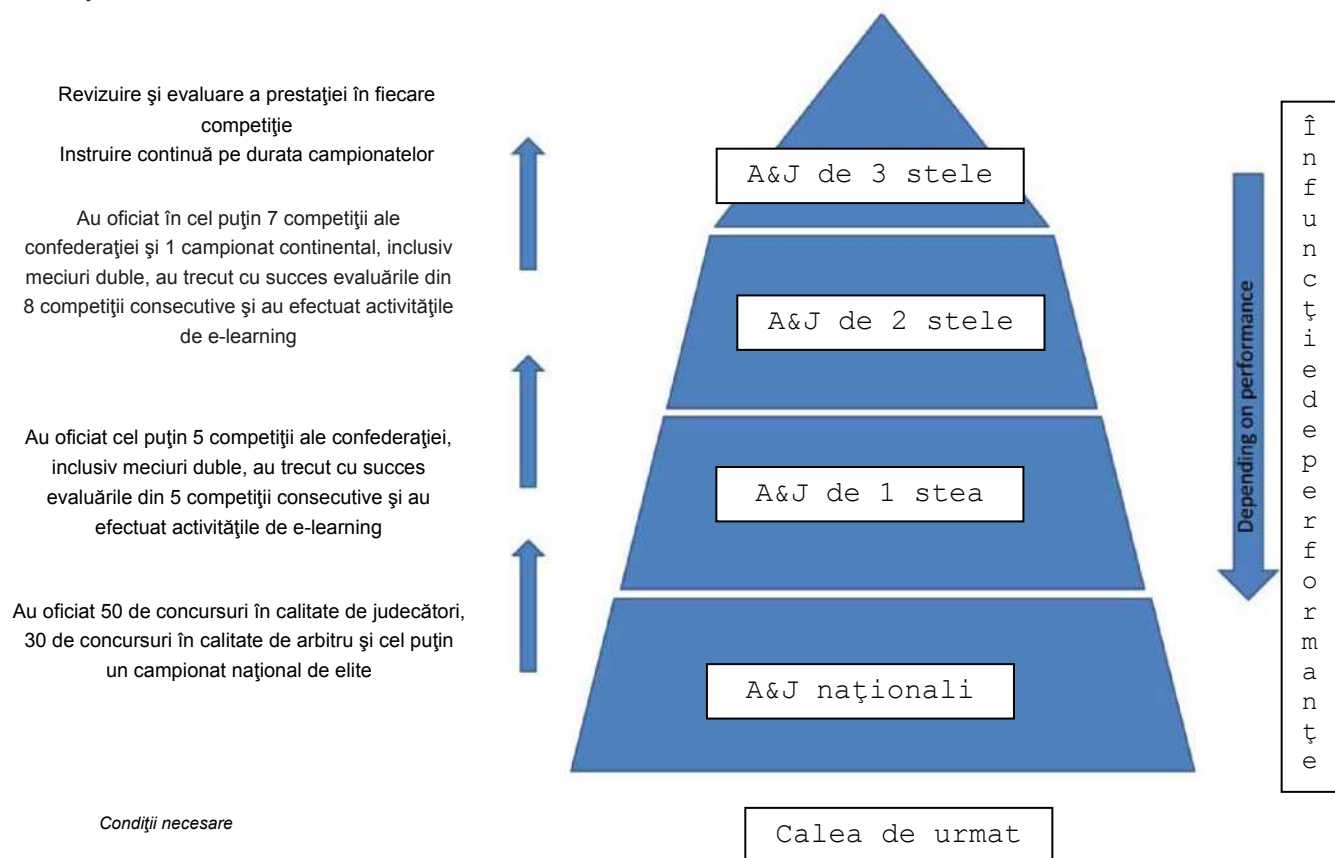 Revizuire şi evaluare a prestaţiei în fiecare
competiţie
Instruire continuă pe durata campionatelor
Au oficiat în cel puţin 7 competiţii ale
confederaţiei şi 1 campionat continental, inclusiv
meciuri duble, au trecut cu succes evaluările din
8 competiţii consecutive şi au efectuat activităţile
de e-learning
Au oficiat cel puţin 5 competiţii ale confederaţiei,
inclusiv meciuri duble, au trecut cu succes
evaluările din 5 competiţii consecutive şi au
efectuat activităţile de e-learning
Au oficiat 50 de concursuri în calitate de judecători,
30 de concursuri în calitate de arbitru şi cel puţin
un campionat naţional de elite
Condiţii necesare
A&J de 3 stele
A&J de 2 stele
A&J de 1 stea
A&J naţionali
Calea de urmat
Depending on performance
Înfuncţiedeperformanţe